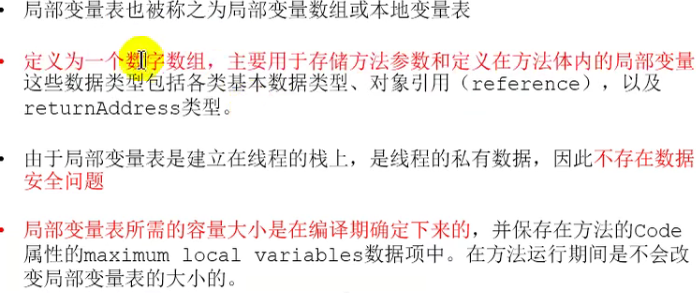 • 局部变量表也被称之为局部变量数组或本地变量表
• 定义为一个数字数组，主要用于存储方法参数和定义在方法体内的局部变量
这些数据类型包括各类基本数据类型、对象引用（reference），以及
returnAddress类型。
• 由于局部变量表是建立在线程的栈上，是线程的私有数据，因此不存在数据
安全问题
• 局部变量表所需的容量大小是在编译期确定下来的，并保存在方法的Code
属性的maximum local variables数据项中。在方法运行期间是不会改
变局部变量表的大小的。